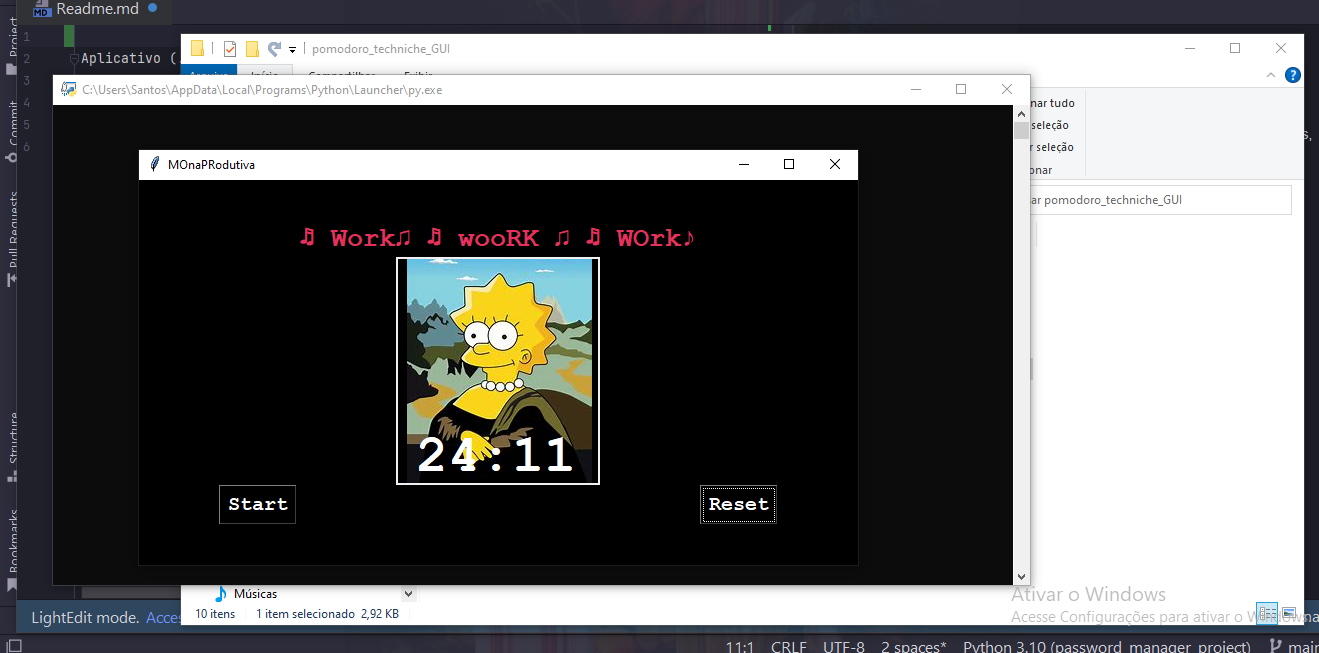 Readme.md
1
2 Aplicativo (
3
4
5
6
Project
Commit
Pull Requests
Structure
Bookmarks
pomodoro_techniche_GUI
Arquivo Início Compartilhar Exibir
C:\Users\Santos\AppData\Local\Programs\Python\Launcher\py.exe
nar tudo
seleção
r seleção
onar
ar pomodoro_techniche_GUI
MOnaPRodutiva
♬ Work♫ ♬ wooRK ♫ ♬ WOrk♪
24:11
Start
Reset
Músicas
10 itens 1 item selecionado 2,92 KB
Ativar o Windows
Acesse Configurações para ativar o Windows
LightEdit mode. Acces
11:1 CRLF UTF-8 2 spaces* Python 3.10 (password_manager_project) main